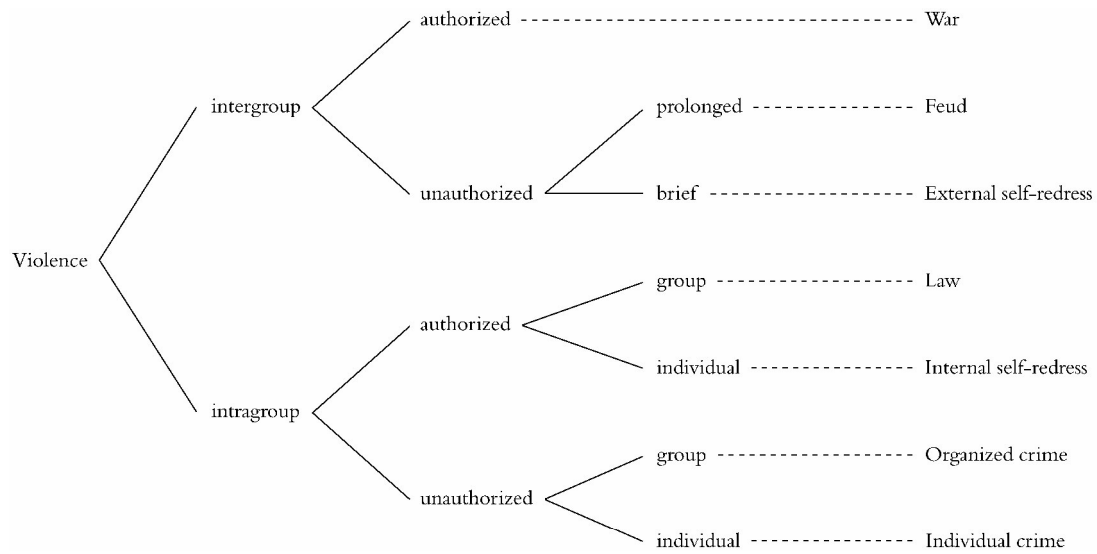 authorized War
intergroup prolonged Feud
unauthorized brief External self-redress
Violence
group Law
authorized
individual Internal self-redress
intragroup
group Organized crime
unauthorized
individual Individual crime